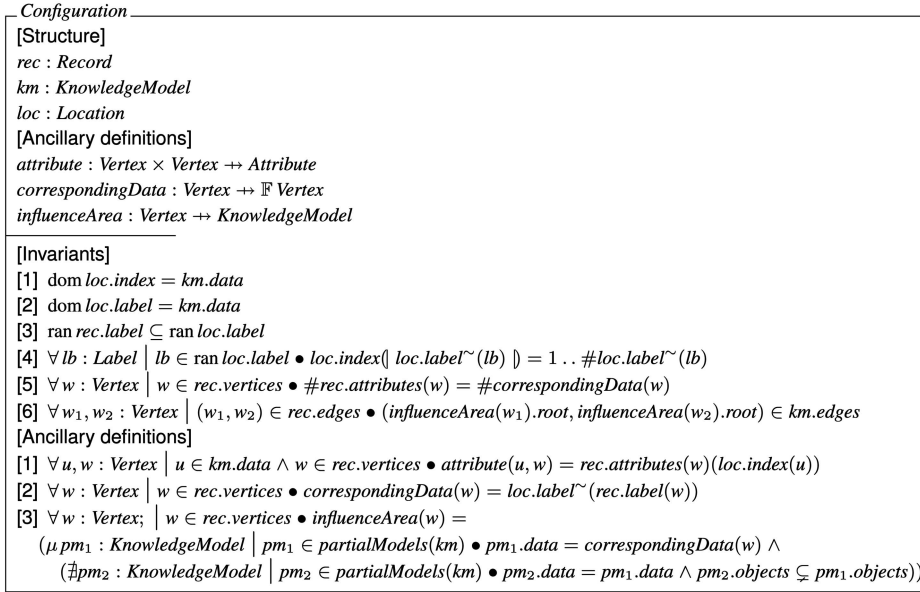 Configuration
[Structure]
rec : Record
km : KnowledgeModel
loc : Location
[Ancillary definitions]
attribute : Vertex × Vertex ⇸ Attribute
correspondingData : Vertex ⇸ 𝔽 Vertex
influenceArea : Vertex ⇸ KnowledgeModel
[Invariants]
[1] dom loc.index = km.data
[2] dom loc.label = km.data
[3] ran rec.label ⊆ ran loc.label
[4] ∀ lb : Label | lb ∈ ran loc.label • loc.index⦇ loc.label~(lb) ⦈ = 1 . . #loc.label~(lb)
[5] ∀ w : Vertex | w ∈ rec.vertices • #rec.attributes(w) = #correspondingData(w)
[6] ∀ w₁, w₂ : Vertex | (w₁, w₂) ∈ rec.edges • (influenceArea(w₁).root, influenceArea(w₂).root) ∈ km.edges
[Ancillary definitions]
[1] ∀ u, w : Vertex | u ∈ km.data ∧ w ∈ rec.vertices • attribute(u, w) = rec.attributes(w)(loc.index(u))
[2] ∀ w : Vertex | w ∈ rec.vertices • correspondingData(w) = loc.label~(rec.label(w))
[3] ∀ w : Vertex; | w ∈ rec.vertices • influenceArea(w) =
(μ pm₁ : KnowledgeModel | pm₁ ∈ partialModels(km) • pm₁.data = correspondingData(w) ∧
(∄pm₂ : KnowledgeModel | pm₂ ∈ partialModels(km) • pm₂.data = pm₁.data ∧ pm₂.objects ⊊ pm₁.objects))